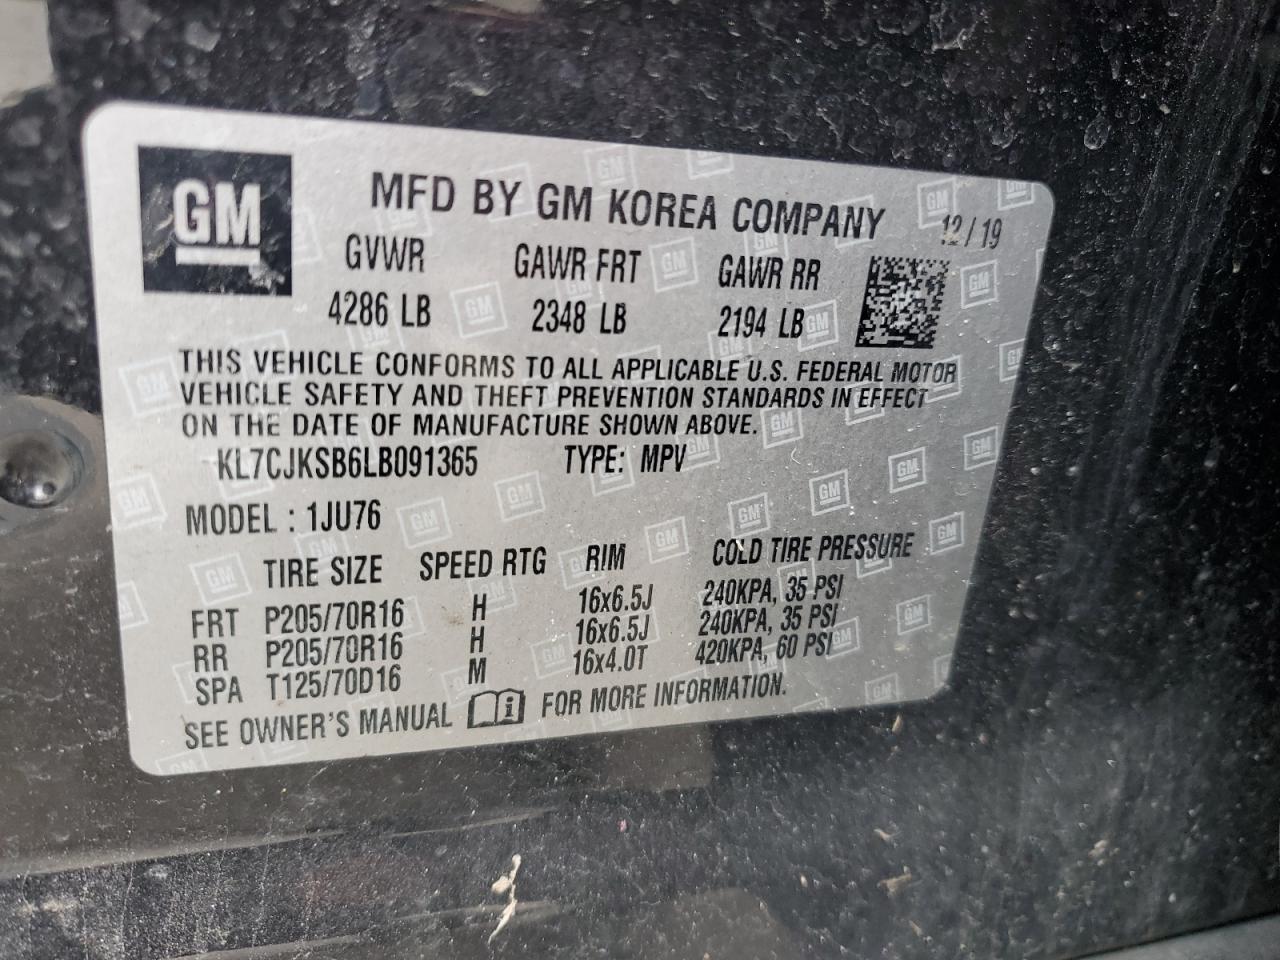 GM
MFD BY GM KOREA COMPANY 12/19
GVWR GAWR FRT GAWR RR
4286 LB 2348 LB 2194 LB
THIS VEHICLE CONFORMS TO ALL APPLICABLE U.S. FEDERAL MOTOR
VEHICLE SAFETY AND THEFT PREVENTION STANDARDS IN EFFECT
ON THE DATE OF MANUFACTURE SHOWN ABOVE.
KL7CJKSB6LB091365 TYPE: MPV
MODEL : 1JU76
TIRE SIZE SPEED RTG RIM COLD TIRE PRESSURE
FRT P205/70R16 H 16x6.5J 240KPA, 35 PSI
RR P205/70R16 H 16x6.5J 240KPA, 35 PSI
SPA T125/70D16 M 16x4.0T 420KPA, 60 PSI
SEE OWNER'S MANUAL i FOR MORE INFORMATION.